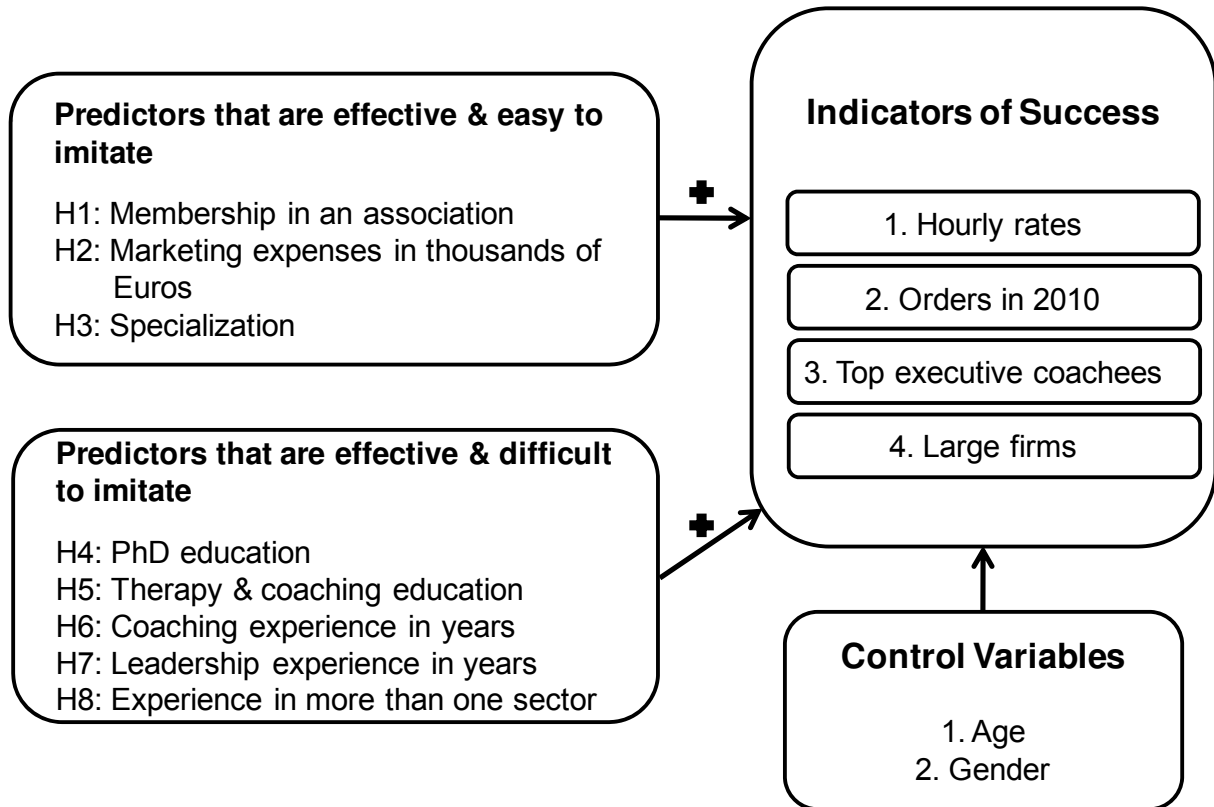 Predictors that are effective & easy to
imitate
H1: Membership in an association
H2: Marketing expenses in thousands of
Euros
H3: Specialization
Predictors that are effective & difficult
to imitate
H4: PhD education
H5: Therapy & coaching education
H6: Coaching experience in years
H7: Leadership experience in years
H8: Experience in more than one sector
Indicators of Success
1. Hourly rates
2. Orders in 2010
3. Top executive coachees
4. Large firms
Control Variables
1. Age
2. Gender